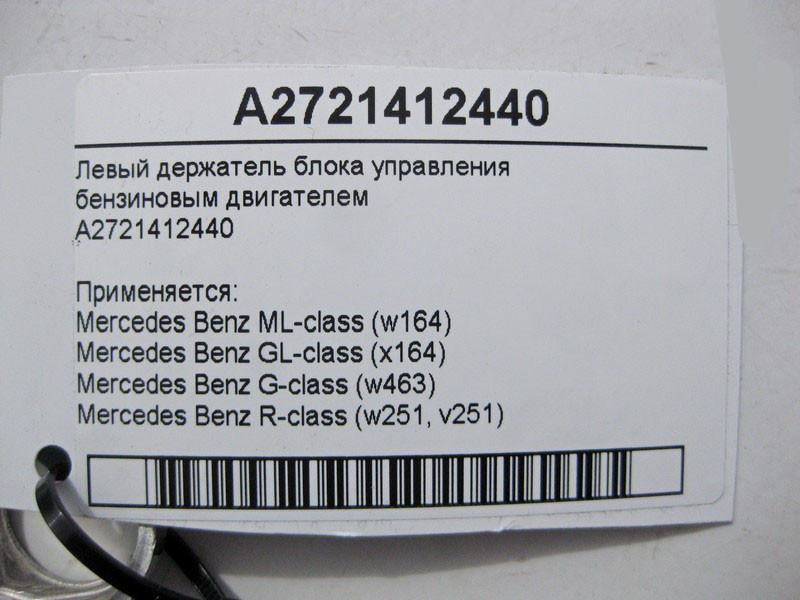 A2721412440
Левый держатель блока управления
бензиновым двигателем
A2721412440
Применяется:
Mercedes Benz ML-class (w164)
Mercedes Benz GL-class (x164)
Mercedes Benz G-class (w463)
Mercedes Benz R-class (w251, v251)